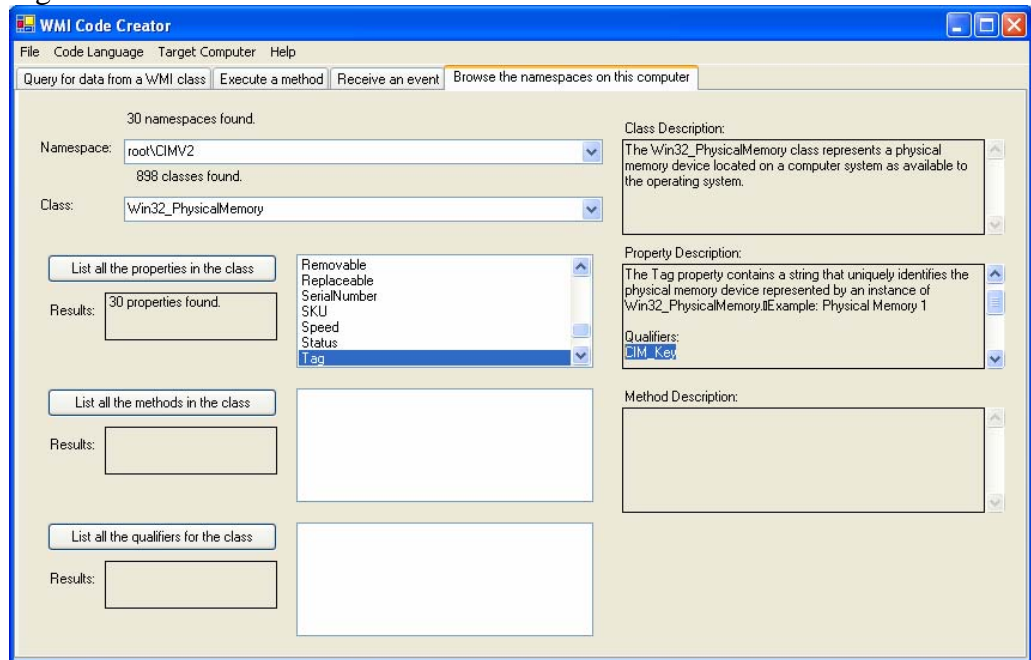 WMI Code Creator
File Code Language Target Computer Help
Query for data from a WMI class Execute a method Receive an event Browse the namespaces on this computer
30 namespaces found.
Namespace: root\CIMV2
898 classes found.
Class: Win32_PhysicalMemory
Class Description:
The Win32_PhysicalMemory class represents a physical
memory device located on a computer system as available to
the operating system.
List all the properties in the class
Results: 30 properties found.
Removable
Replaceable
SerialNumber
SKU
Speed
Status
Tag
Property Description:
The Tag property contains a string that uniquely identifies the
physical memory device represented by an instance of
Win32_PhysicalMemory.▯Example: Physical Memory 1
Qualifiers:
CIM_Key
List all the methods in the class
Results:
Method Description:
List all the qualifiers for the class
Results: